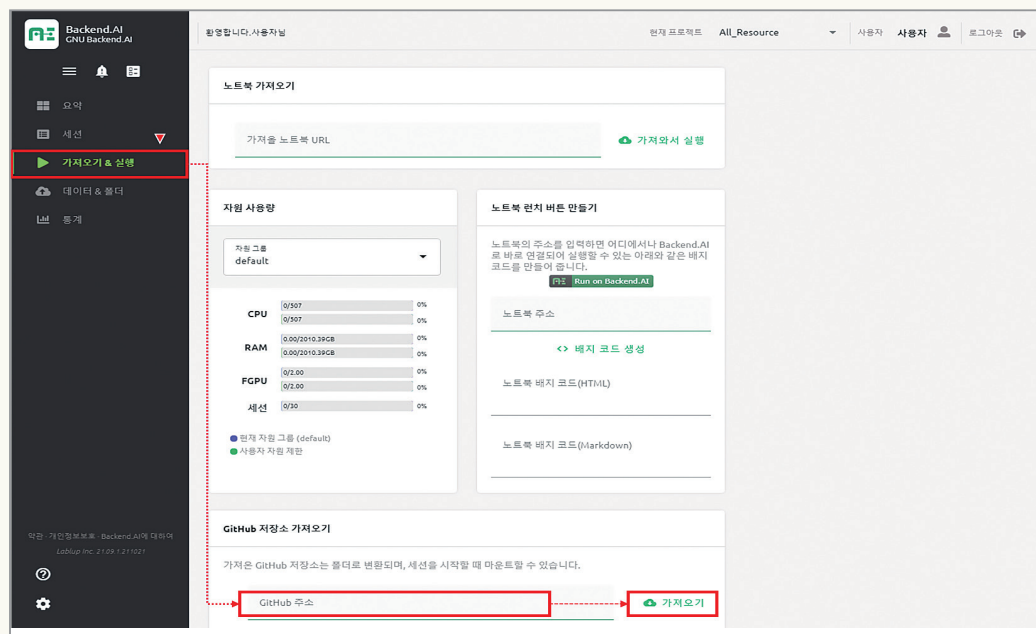 Backend.AI
GNU Backend.AI
환영합니다.사용자님
현재 프로젝트 All_Resource
사용자 사용자
로그아웃
요약
세션
가져오기 & 실행
데이터 & 폴더
통계
노트북 가져오기
가져올 노트북 URL
가져와서 실행
자원 사용량
자원 그룹
default
CPU
0/507 0%
0/507 0%
RAM
0.00/2010.39GB 0%
0.00/2010.39GB 0%
FGPU
0/2.00 0%
0/2.00 0%
세션
0/30 0%
현재 자원 그룹 (default)
사용자 자원 제한
노트북 런치 버튼 만들기
노트북의 주소를 입력하면 어디에서나 Backend.AI
로 바로 연결되어 실행할 수 있는 아래와 같은 배지
코드를 만들어 줍니다.
Run on Backend.AI
노트북 주소
<> 배지 코드 생성
노트북 배지 코드(HTML)
노트북 배지 코드(Markdown)
GitHub 저장소 가져오기
가져온 GitHub 저장소는 폴더로 변환되며, 세션을 시작할 때 마운트할 수 있습니다.
GitHub 주소
가져오기
약관·개인정보보호·Backend.AI에 대하여
Lablup Inc. 21.09.1.211021